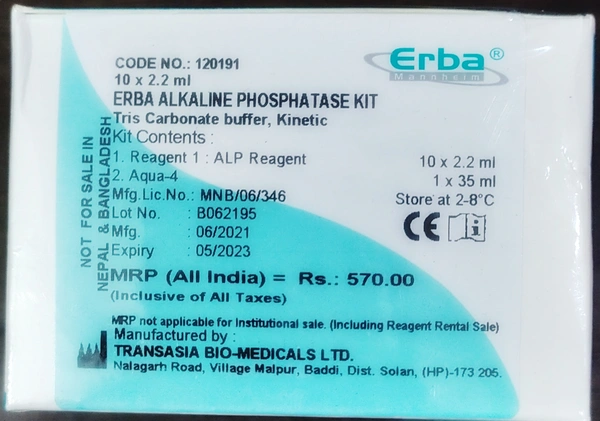 CODE NO.: 120191
10 x 2.2 ml
Erba®
Mannheim
ERBA ALKALINE PHOSPHATASE KIT
Tris Carbonate buffer, Kinetic
Kit Contents :
1. Reagent 1 : ALP Reagent 10 x 2.2 ml
2. Aqua-4 1 x 35 ml
Mfg.Lic.No.: MNB/06/346 Store at 2-8°C
Lot No. : B062195
Mfg. : 06/2021
Expiry : 05/2023
CE
NOT FOR SALE IN
NEPAL & BANGLADESH
MRP (All India) = Rs.: 570.00
(Inclusive of All Taxes)
MRP not applicable for Institutional sale. (Including Reagent Rental Sale)
Manufactured by :
TRANSASIA BIO-MEDICALS LTD.
Nalagarh Road, Village Malpur, Baddi, Dist. Solan, (HP)-173 205.